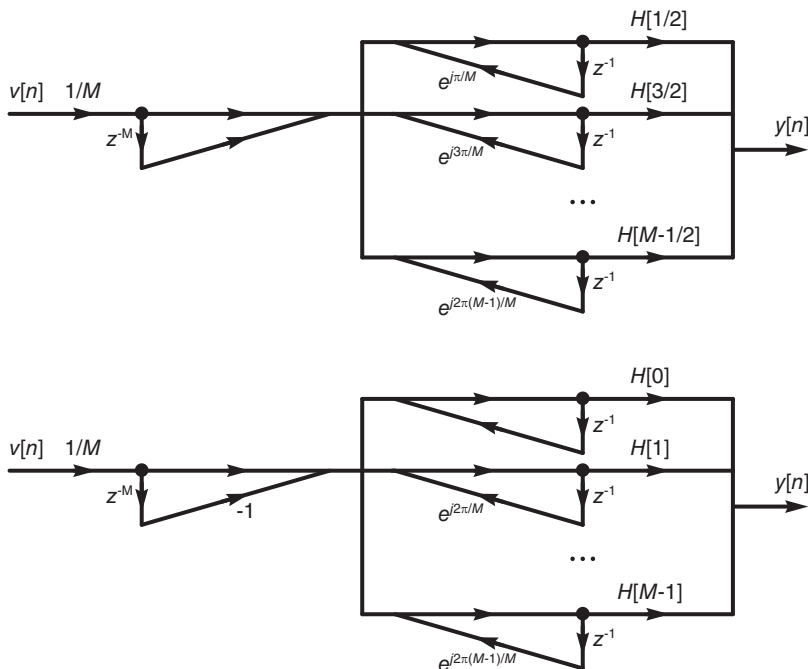 H[1/2]
z⁻¹
e^{jπ/M}
v[n] 1/M
H[3/2]
z^{-M}
z⁻¹
e^{j3π/M}
y[n]
...
H[M-1/2]
z⁻¹
e^{j2π(M-1)/M}
H[0]
z⁻¹
v[n] 1/M
H[1]
z^{-M}
z⁻¹
-1
e^{j2π/M}
y[n]
...
H[M-1]
z⁻¹
e^{j2π(M-1)/M}